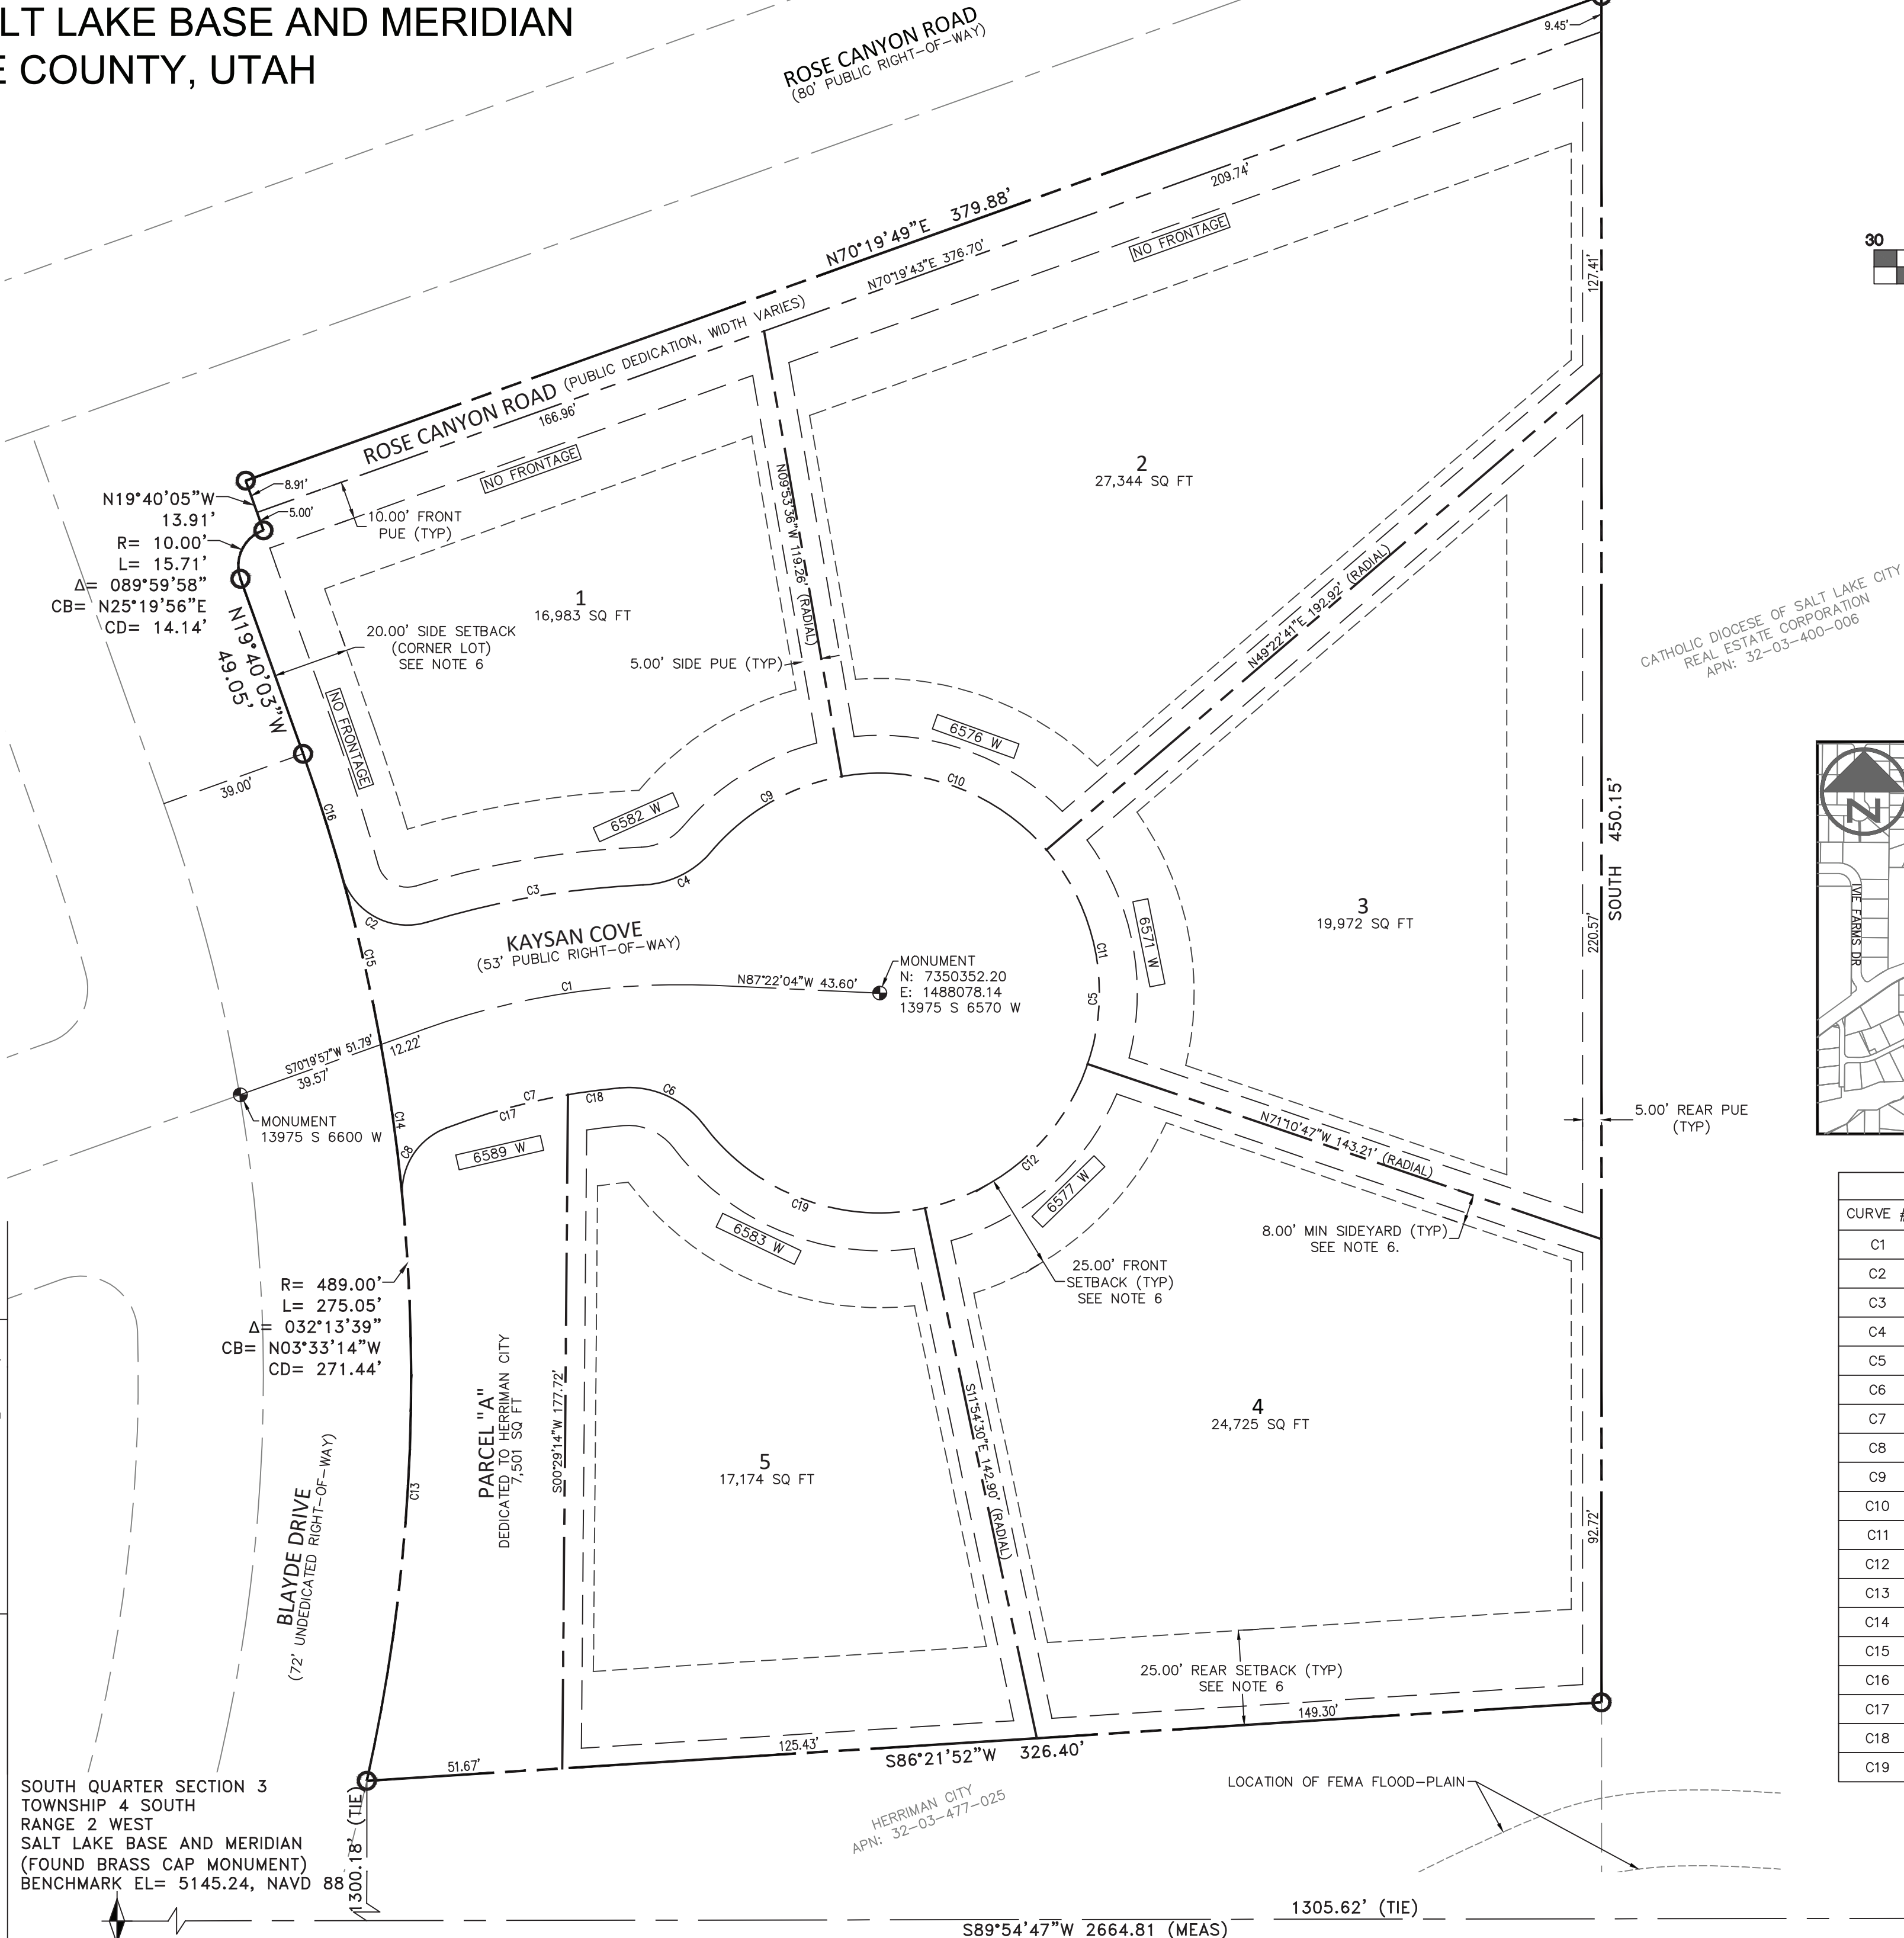 LT LAKE BASE AND MERIDIAN
E COUNTY, UTAH
ROSE CANYON ROAD
(80' PUBLIC RIGHT-OF-WAY)
9.45'
209.74'
N70°19'49"E 379.88'
N70°19'43"E 376.70'
NO FRONTAGE
127.41'
30
ROSE CANYON ROAD (PUBLIC DEDICATION, WIDTH VARIES)
166.96'
NO FRONTAGE
8.91'
5.00'
N19°40'05"W
13.91'
10.00' FRONT
PUE (TYP)
R= 10.00'
L= 15.71'
Δ= 089°59'58"
CB= N25°19'56"E
CD= 14.14'
N19°40'03"W
49.05'
1
16,983 SQ FT
2
27,344 SQ FT
N09°53'36"W 119.26' (RADIAL)
N49°22'41"E 192.92' (RADIAL)
20.00' SIDE SETBACK
(CORNER LOT)
SEE NOTE 6
5.00' SIDE PUE (TYP)
CATHOLIC DIOCESE OF SALT LAKE CITY
REAL ESTATE CORPORATION
APN: 32-03-400-006
NO FRONTAGE
39.00'
C16
6582 W
6576 W
C9
C10
C2
C3
C4
C15
KAYSAN COVE
(53' PUBLIC RIGHT-OF-WAY)
C1
N87°22'04"W 43.60'
MONUMENT
N: 7350352.20
E: 1488078.14
13975 S 6570 W
C11
C5
6571 W
3
19,972 SQ FT
220.57'
SOUTH 450.15'
N
IVIE FARMS DR
S70°19'57"W 51.79'
12.22'
39.57'
MONUMENT
13975 S 6600 W
C14
C8
C7
C17
C18
C6
6589 W
C19
C12
6583 W
6577 W
N71°10'47"W 143.21' (RADIAL)
5.00' REAR PUE
(TYP)
8.00' MIN SIDEYARD (TYP)
SEE NOTE 6.
25.00' FRONT
SETBACK (TYP)
SEE NOTE 6
R= 489.00'
L= 275.05'
Δ= 032°13'39"
CB= N03°33'14"W
CD= 271.44'
C13
BLAYDE DRIVE
(72' UNDEDICATED RIGHT-OF-WAY)
PARCEL "A"
DEDICATED TO HERRIMAN CITY
7,501 SQ FT
S00°29'14"W 177.72'
5
17,174 SQ FT
S11°54'30"E 142.90' (RADIAL)
4
24,725 SQ FT
92.72'
25.00' REAR SETBACK (TYP)
SEE NOTE 6
149.30'
125.43'
51.67'
S86°21'52"W 326.40'
HERRIMAN CITY
APN: 32-03-477-025
LOCATION OF FEMA FLOOD-PLAIN
SOUTH QUARTER SECTION 3
TOWNSHIP 4 SOUTH
RANGE 2 WEST
SALT LAKE BASE AND MERIDIAN
(FOUND BRASS CAP MONUMENT)
BENCHMARK EL= 5145.24, NAVD 88
1300.18' (TIE)
1305.62' (TIE)
S89°54'47"W 2664.81 (MEAS)
CURVE #
C1
C2
C3
C4
C5
C6
C7
C8
C9
C10
C11
C12
C13
C14
C15
C16
C17
C18
C19